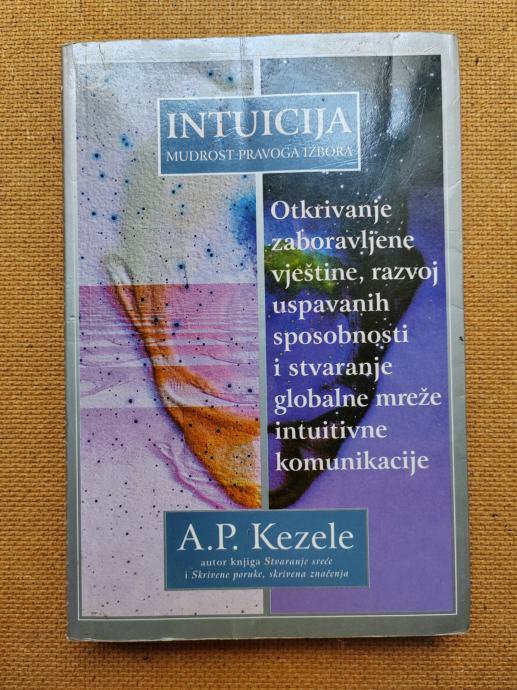 INTUICIJA
MUDROST PRAVOGA IZBORA
Otkrivanje
zaboravljene
vještine, razvoj
uspavanih
sposobnosti
i stvaranje
globalne mreže
intuitivne
komunikacije
A.P. Kezele
autor knjiga Stvaranje sreće
i Skrivene poruke, skrivena značenja